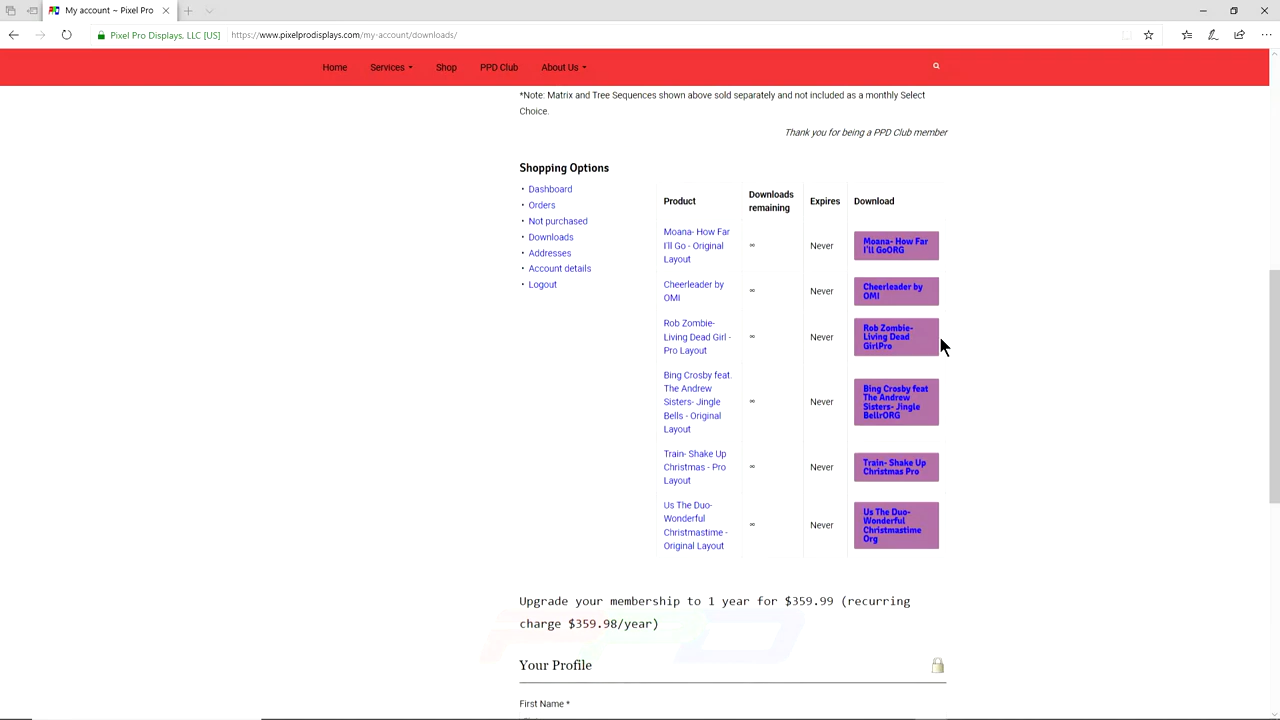 My account ~ Pixel Pro
Pixel Pro Displays, LLC [US]
https://www.pixelprodisplays.com/my-account/downloads/
Home
Services
Shop
PPD Club
About Us
*Note: Matrix and Tree Sequences shown above sold separately and not included as a monthly Select
Choice.
Thank you for being a PPD Club member
Shopping Options
• Dashboard
• Orders
• Not purchased
• Downloads
• Addresses
• Account details
• Logout
Product
Downloads
remaining
Expires
Download
Moana- How Far
I'll Go - Original
Layout
∞
Never
Moana- How Far
I'll GoORG
Cheerleader by
OMI
∞
Never
Cheerleader by
OMI
Rob Zombie-
Living Dead Girl -
Pro Layout
∞
Never
Rob Zombie-
Living Dead
GirlPro
Bing Crosby feat.
The Andrew
Sisters- Jingle
Bells - Original
Layout
∞
Never
Bing Crosby feat
The Andrew
Sisters- Jingle
BellrORG
Train- Shake Up
Christmas - Pro
Layout
∞
Never
Train- Shake Up
Christmas Pro
Us The Duo-
Wonderful
Christmastime -
Original Layout
∞
Never
Us The Duo-
Wonderful
Christmastime
Org
Upgrade your membership to 1 year for $359.99 (recurring
charge $359.98/year)
PPD
Your Profile
First Name *